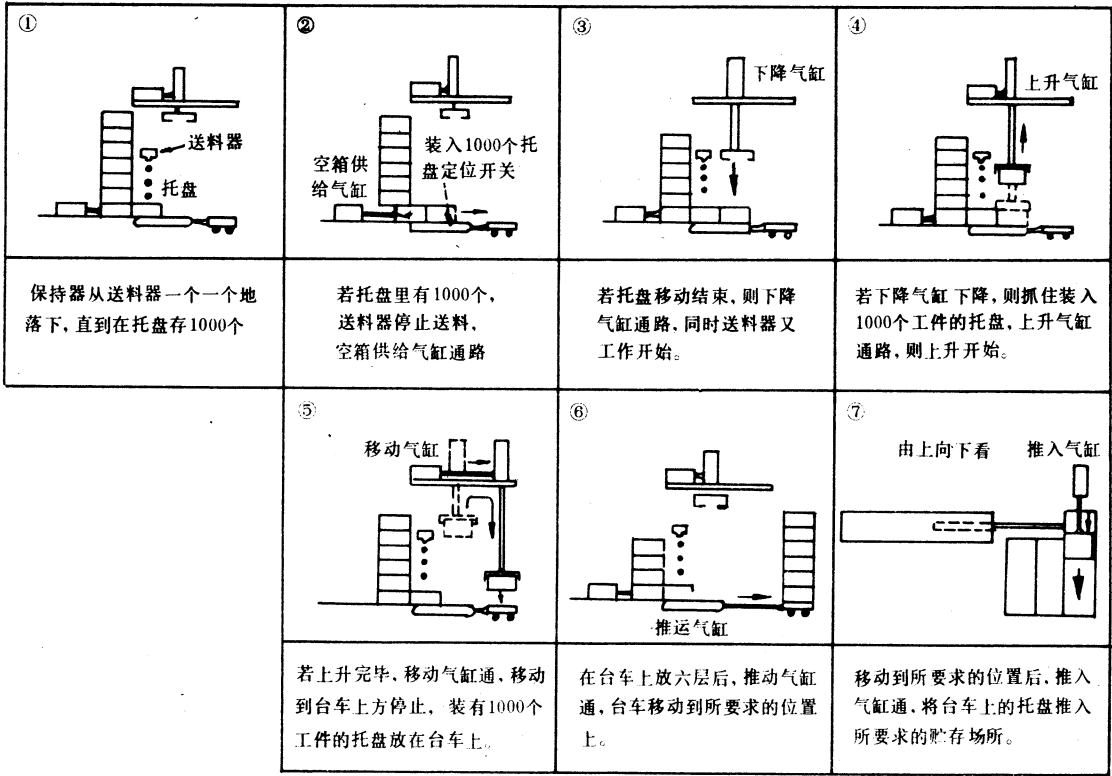 ①
送料器
托盘
保持器从送料器一个一个地
落下，直到在托盘存1000个
②
装入1000个托
盘定位开关
空箱供
给气缸
若托盘里有1000个，
送料器停止送料，
空箱供给气缸通路
③
下降气缸
若托盘移动结束，则下降
气缸通路，同时送料器又
工作开始。
④
上升气缸
若下降气缸下降，则抓住装入
1000个工件的托盘，上升气缸
通路，则上升开始。
⑤
移动气缸
若上升完毕，移动气缸通，移动
到台车上方停止，装有1000个
工件的托盘放在台车上。
⑥
推运气缸
在台车上放六层后，推动气缸
通，台车移动到所要求的位置
上。
⑦
由上向下看
推入气缸
移动到所要求的位置后，推入
气缸通，将台车上的托盘推入
所要求的贮存场所。